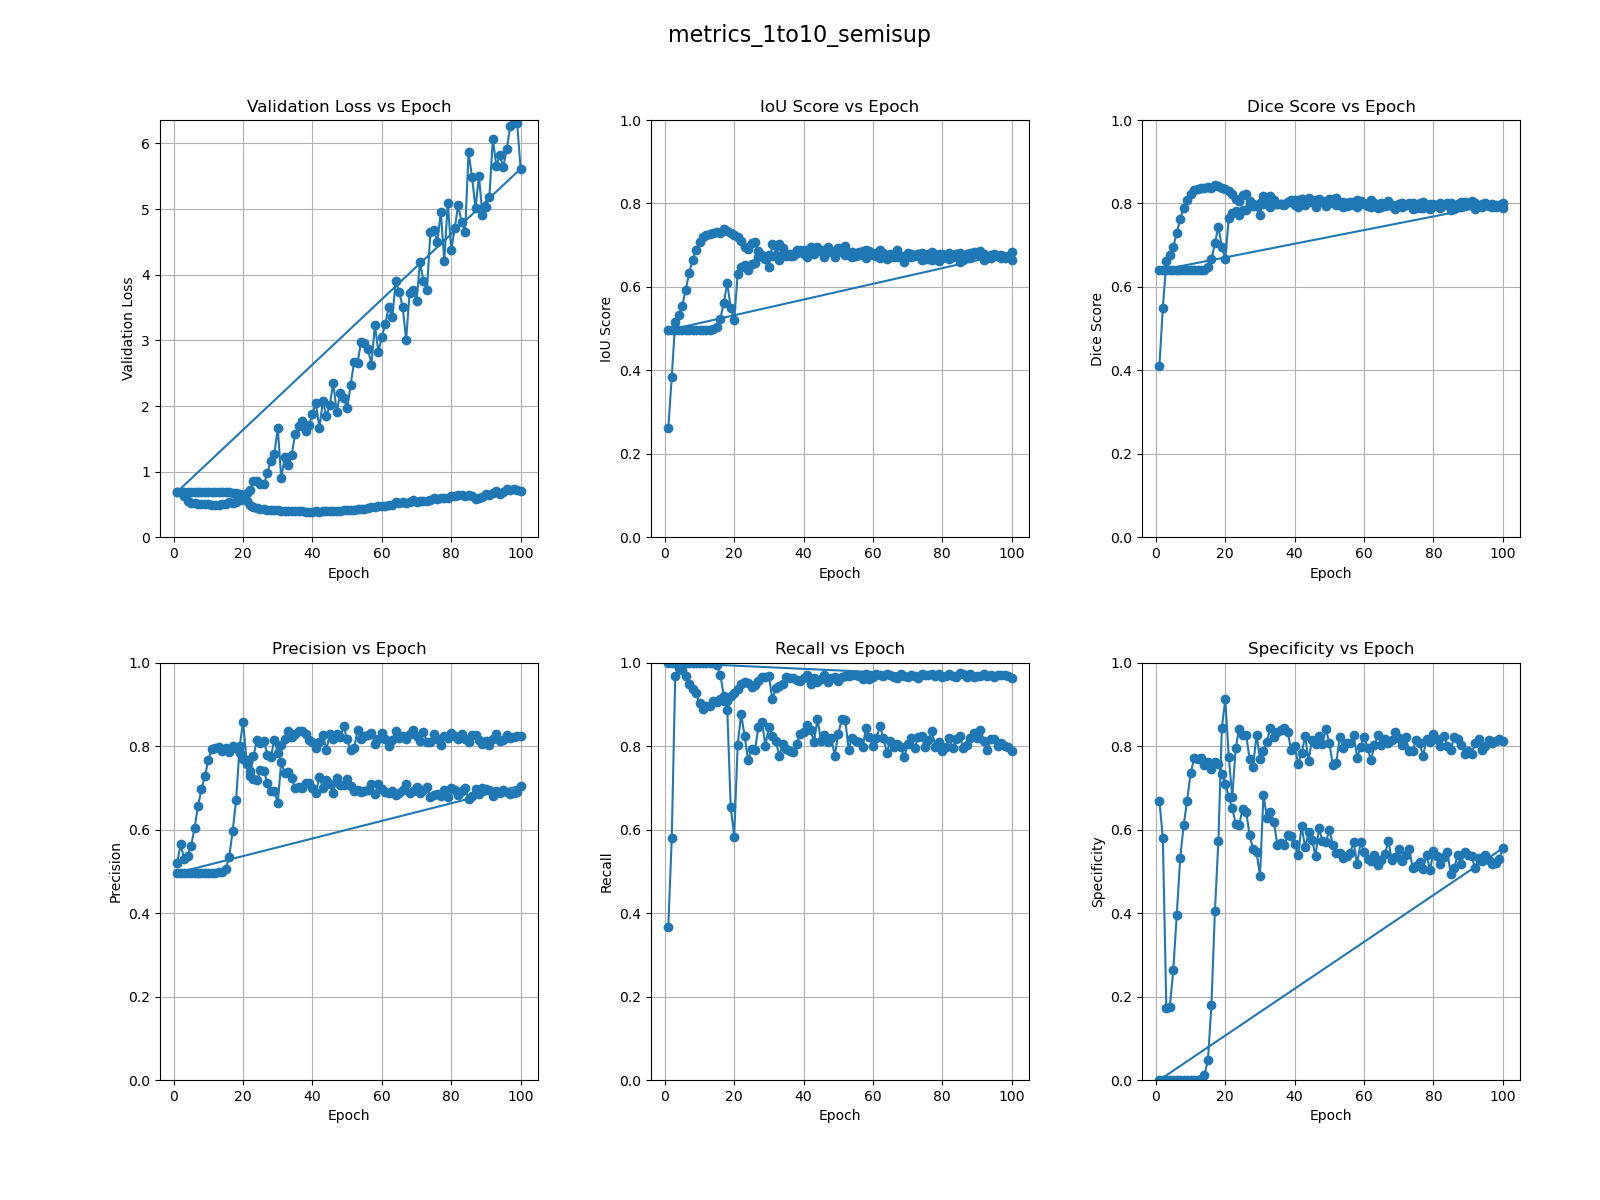 metrics_1to10_semisup
Validation Loss vs Epoch
IoU Score vs Epoch
Dice Score vs Epoch
Validation Loss
6
5
4
3
2
1
0
0 20 40 60 80 100
Epoch
IoU Score
1.0
0.8
0.6
0.4
0.2
0.0
0 20 40 60 80 100
Epoch
Dice Score
1.0
0.8
0.6
0.4
0.2
0.0
0 20 40 60 80 100
Epoch
Precision vs Epoch
Recall vs Epoch
Specificity vs Epoch
Precision
1.0
0.8
0.6
0.4
0.2
0.0
0 20 40 60 80 100
Epoch
Recall
1.0
0.8
0.6
0.4
0.2
0.0
0 20 40 60 80 100
Epoch
Specificity
1.0
0.8
0.6
0.4
0.2
0.0
0 20 40 60 80 100
Epoch